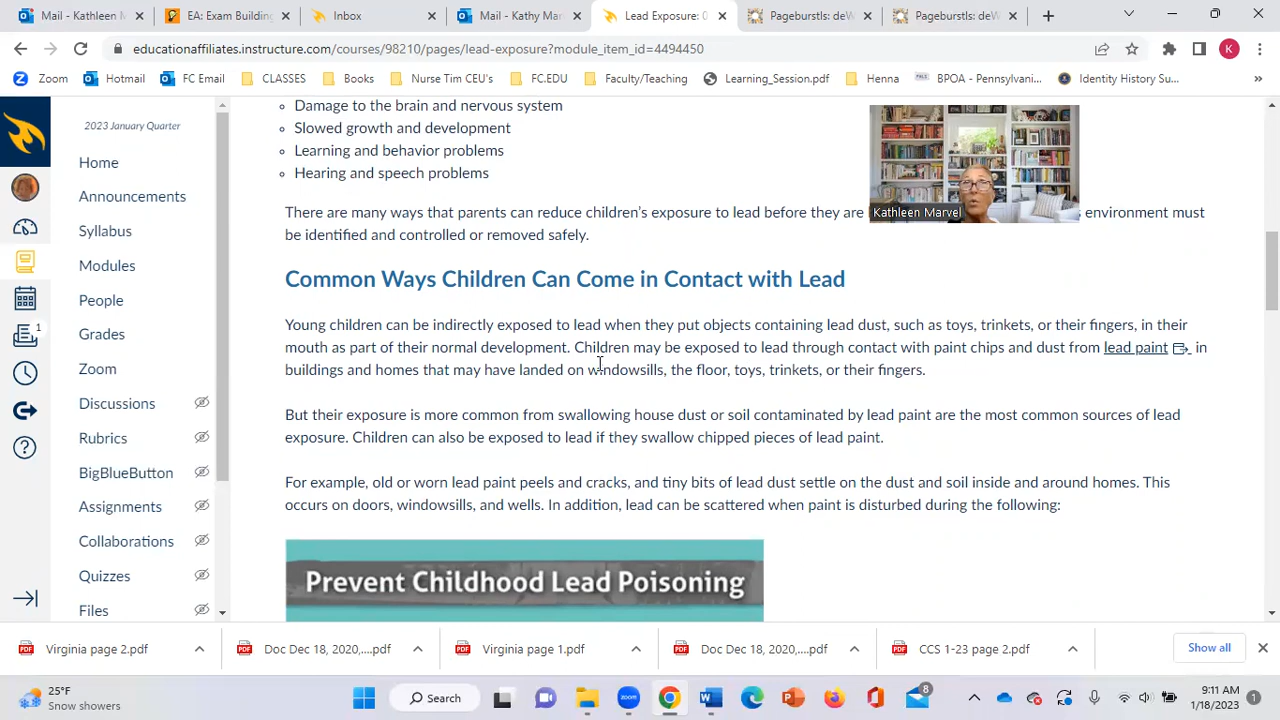 Mail - Kathleen M
EA: Exam Building
Inbox
Mail - Kathy Mar
Lead Exposure: 0
Pageburstls: deW
Pageburstls: deW
educationaffiliates.instructure.com/courses/98210/pages/lead-exposure?module_item_id=4494450
K
Zoom
Hotmail
FC Email
CLASSES
Books
Nurse Tim CEU's
FC.EDU
Faculty/Teaching
Learning_Session.pdf
Henna
BPOA - Pennsylvani...
Identity History Su...
»
2023 January Quarter
Home
Announcements
Syllabus
Modules
People
Grades
Zoom
Discussions
Rubrics
BigBlueButton
Assignments
Collaborations
Quizzes
Files
1
Damage to the brain and nervous system
Slowed growth and development
Learning and behavior problems
Hearing and speech problems
There are many ways that parents can reduce children's exposure to lead before they are environment must
be identified and controlled or removed safely.
Kathleen Marvel
Common Ways Children Can Come in Contact with Lead
Young children can be indirectly exposed to lead when they put objects containing lead dust, such as toys, trinkets, or their fingers, in their
mouth as part of their normal development. Children may be exposed to lead through contact with paint chips and dust from lead paint in
buildings and homes that may have landed on windowsills, the floor, toys, trinkets, or their fingers.
But their exposure is more common from swallowing house dust or soil contaminated by lead paint are the most common sources of lead
exposure. Children can also be exposed to lead if they swallow chipped pieces of lead paint.
For example, old or worn lead paint peels and cracks, and tiny bits of lead dust settle on the dust and soil inside and around homes. This
occurs on doors, windowsills, and wells. In addition, lead can be scattered when paint is disturbed during the following:
Prevent Childhood Lead Poisoning
Virginia page 2.pdf
Doc Dec 18, 2020,....pdf
Virginia page 1.pdf
Doc Dec 18, 2020,....pdf
CCS 1-23 page 2.pdf
Show all
25°F
Snow showers
Search
8
9:11 AM
1/18/2023
1